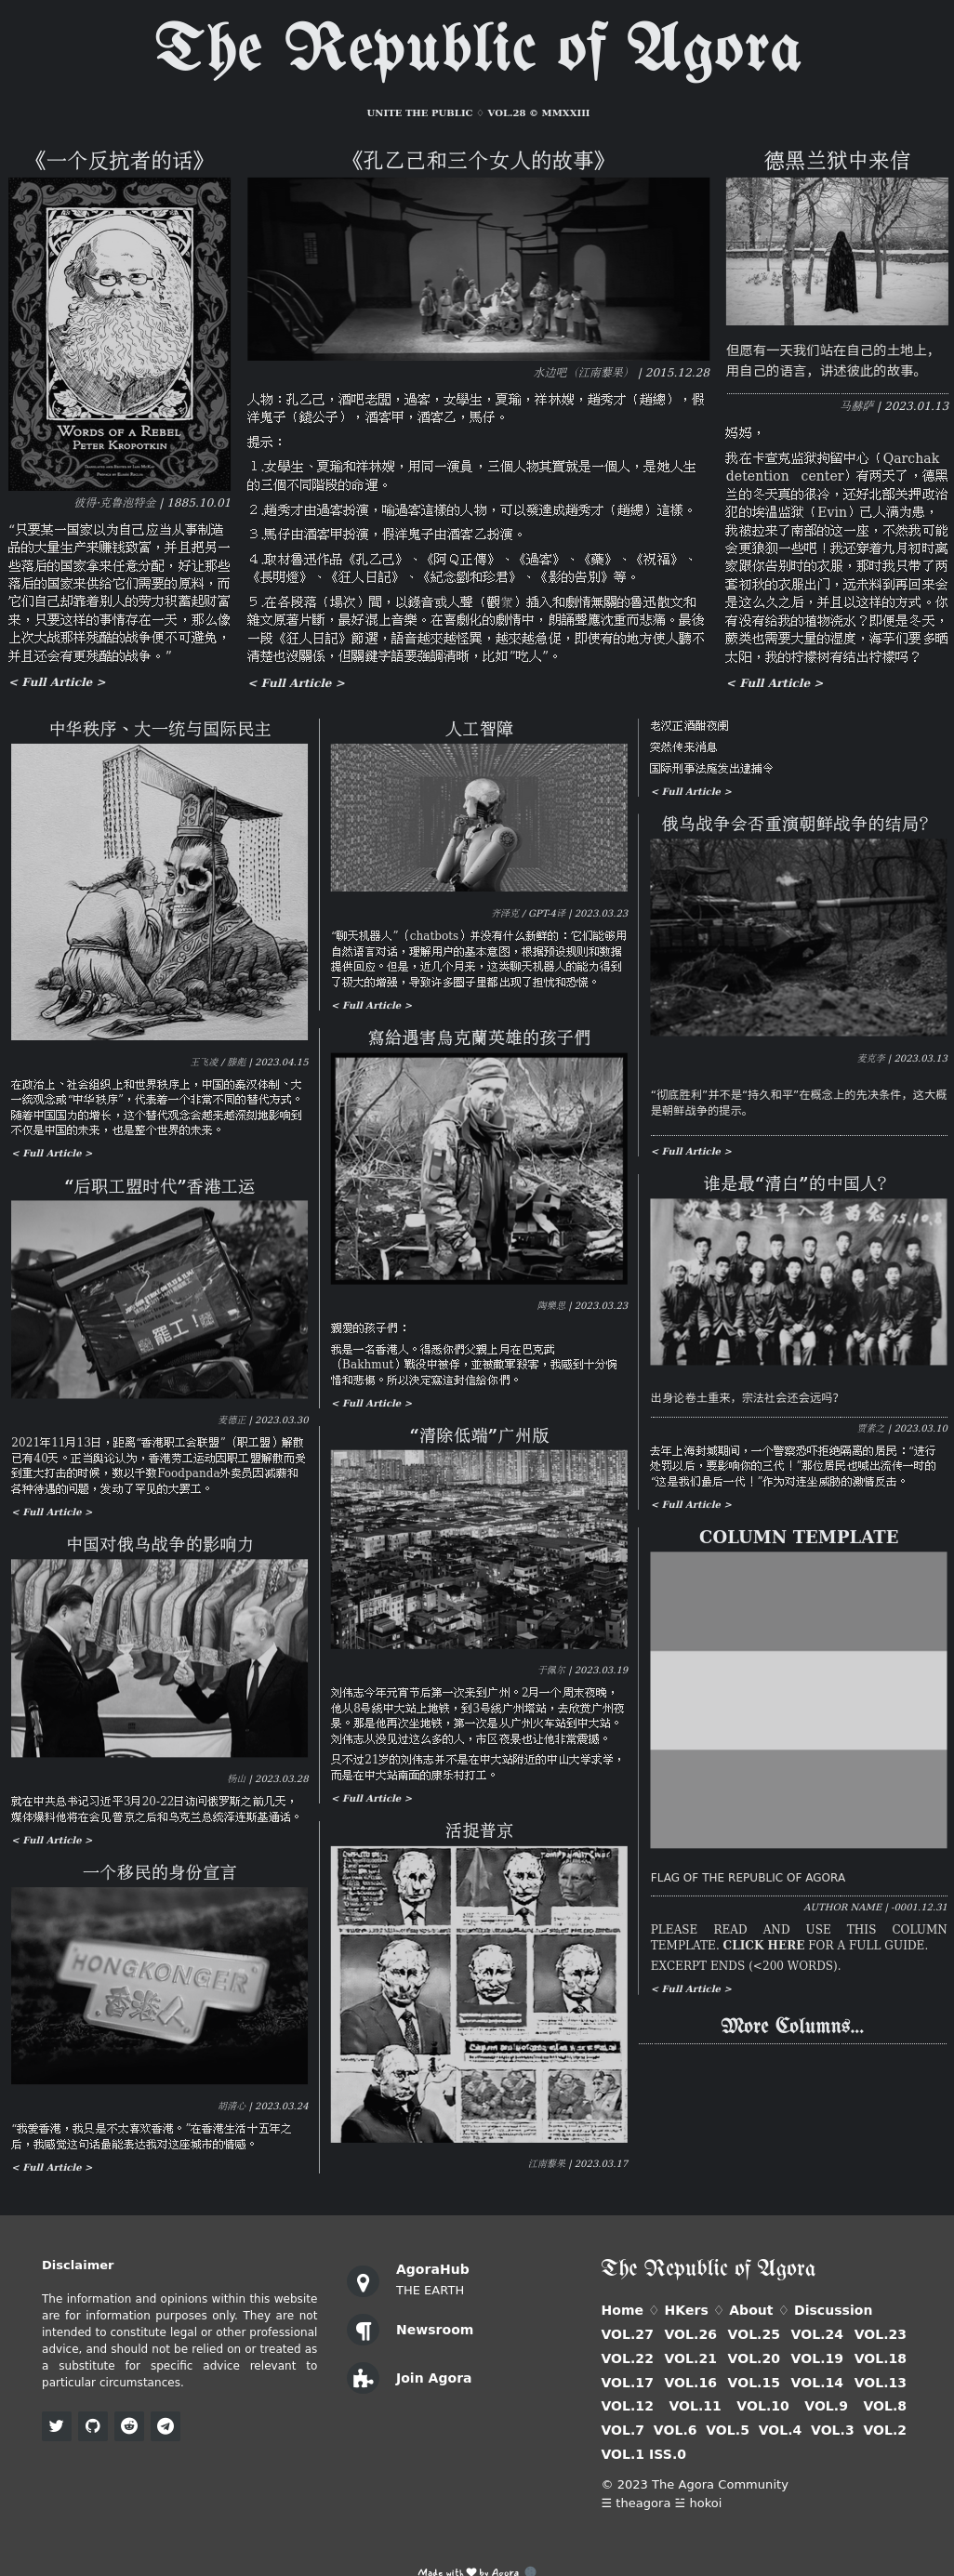 The Republic of Agora
UNITE THE PUBLIC ♢ VOL.28 © MMXXIII
《一个反抗者的话》
WORDS OF A REBEL
PETER KROPOTKIN
彼得·克鲁泡特金 | 1885.10.01
“只要某一国家以为自己应当从事制造
品的大量生产来赚钱致富，并且把另一
些落后的国家拿来任意分配，好让那些
落后的国家来供给它们需要的原料，而
它们自己却靠着别人的劳力积蓄起财富
来，只要这样的事情存在一天，那么像
上次大战那样残酷的战争便不可避免，
并且还会有更残酷的战争。”
< Full Article >
《孔乙己和三个女人的故事》
水边吧（江南藜果） | 2015.12.28
人物：孔乙己，酒吧老闆，過客，女學生，夏瑜，祥林嫂，趙秀才（趙總），假
洋鬼子（錢公子），酒客甲，酒客乙，馬仔。
提示：
１.女學生、夏瑜和祥林嫂，用同一演員，三個人物其實就是一個人，是她人生
的三個不同階段的命運。
２.趙秀才由過客扮演，喻過客這樣的人物，可以發達成趙秀才（趙總）這樣。
３.馬仔由酒客甲扮演，假洋鬼子由酒客乙扮演。
４.取材魯迅作品《孔乙己》、《阿Ｑ正傳》、《過客》、《藥》、《祝福》、
《長明燈》、《狂人日記》、《紀念劉和珍君》、《影的告別》等。
５.在各段落（場次）間，以錄音或人聲（觀眾）插入和劇情無關的魯迅散文和
雜文原著片斷，最好混上音樂。在喜劇化的劇情中，朗誦聲應沈重而悲痛。最後
一段《狂人日記》節選，語音越來越怪異，越來越急促，即使有的地方使人聽不
清楚也沒關係，但關鍵字語要強調清晰，比如”吃人”。
< Full Article >
德黑兰狱中来信
但愿有一天我们站在自己的土地上，
用自己的语言，讲述彼此的故事。
马赫萨 | 2023.01.13
妈妈，
我在卡查克监狱拘留中心（Qarchak
detention center）有两天了，德黑
兰的冬天真的很冷，还好北部关押政治
犯的埃温监狱（Evin）已人满为患，
我被拉来了南部的这一座，不然我可能
会更狼狈一些吧！我还穿着九月初时离
家跟你告别时的衣服，那时我只带了两
套初秋的衣服出门，远未料到再回来会
是这么久之后，并且以这样的方式。你
有没有给我的植物浇水？即便是冬天，
蕨类也需要大量的湿度，海芋们要多晒
太阳，我的柠檬树有结出柠檬吗？
< Full Article >
中华秩序、大一统与国际民主
王飞凌 / 滕彪 | 2023.04.15
在政治上、社会组织上和世界秩序上，中国的秦汉体制、大
一统观念或“中华秩序”，代表着一个非常不同的替代方式。
随着中国国力的增长，这个替代观念会越来越深刻地影响到
不仅是中国的未来，也是整个世界的未来。
< Full Article >
“后职工盟时代”香港工运
罷工！
麦德正 | 2023.03.30
2021年11月13日，距离“香港职工会联盟”（职工盟）解散
已有40天。正当舆论认为，香港劳工运动因职工盟解散而受
到重大打击的时候，数以千数Foodpanda外卖员因减薪和
各种待遇的问题，发动了罕见的大罢工。
< Full Article >
中国对俄乌战争的影响力
杨山 | 2023.03.28
就在中共总书记习近平3月20-22日访问俄罗斯之前几天，
媒体爆料他将在会见普京之后和乌克兰总统泽连斯基通话。
< Full Article >
一个移民的身份宣言
HONGKONGER
香港人
胡清心 | 2023.03.24
“我愛香港，我只是不太喜欢香港。”在香港生活十五年之
后，我感觉这句话最能表达我对这座城市的情感。
< Full Article >
人工智障
齐泽克 / GPT-4译 | 2023.03.23
“聊天机器人”（chatbots）并没有什么新鲜的：它们能够用
自然语言对话，理解用户的基本意图，根据预设规则和数据
提供回应。但是，近几个月来，这类聊天机器人的能力得到
了极大的增强，导致许多圈子里都出现了担忧和恐慌。
< Full Article >
寫給遇害烏克蘭英雄的孩子們
陶樂思 | 2023.03.23
親愛的孩子們：
我是一名香港人。得悉你們父親上月在巴克武
（Bakhmut）戰役中被俘，並被敵軍殺害，我感到十分惋
惜和悲傷。所以決定寫這封信給你們。
< Full Article >
“清除低端”广州版
于佩尔 | 2023.03.19
刘伟志今年元宵节后第一次来到广州。2月一个周末夜晚，
他从8号线中大站上地铁，到3号线广州塔站，去欣赏广州夜
景。那是他再次坐地铁，第一次是从广州火车站到中大站。
刘伟志从没见过这么多的人，市区夜景也让他非常震撼。
只不过21岁的刘伟志并不是在中大站附近的中山大学求学，
而是在中大站南面的康乐村打工。
< Full Article >
活捉普京
江南藜果 | 2023.03.17
老汉正酒酣夜阑
突然传来消息
国际刑事法庭发出逮捕令
< Full Article >
俄乌战争会否重演朝鲜战争的结局？
麦克李 | 2023.03.13
“彻底胜利”并不是“持久和平”在概念上的先决条件，这大概
是朝鲜战争的提示。
< Full Article >
谁是最“清白”的中国人？
欢送习近平入学留念 75.10.8
出身论卷土重来，宗法社会还会远吗？
贾素之 | 2023.03.10
去年上海封城期间，一个警察恐吓拒绝隔离的居民：“进行
处罚以后，要影响你的三代！”那位居民也喊出流传一时的
“这是我们最后一代！”作为对连坐威胁的激情反击。
< Full Article >
COLUMN TEMPLATE
FLAG OF THE REPUBLIC OF AGORA
AUTHOR NAME | -0001.12.31
PLEASE READ AND USE THIS COLUMN
TEMPLATE. CLICK HERE FOR A FULL GUIDE.
EXCERPT ENDS (<200 WORDS).
< Full Article >
More Columns...
Disclaimer
The information and opinions within this website
are for information purposes only. They are not
intended to constitute legal or other professional
advice, and should not be relied on or treated as
a substitute for specific advice relevant to
particular circumstances.
AgoraHub
THE EARTH
Newsroom
Join Agora
The Republic of Agora
Home ♢ HKers ♢ About ♢ Discussion
VOL.27 VOL.26 VOL.25 VOL.24 VOL.23
VOL.22 VOL.21 VOL.20 VOL.19 VOL.18
VOL.17 VOL.16 VOL.15 VOL.14 VOL.13
VOL.12 VOL.11 VOL.10 VOL.9 VOL.8
VOL.7 VOL.6 VOL.5 VOL.4 VOL.3 VOL.2
VOL.1 ISS.0
© 2023 The Agora Community
☰ theagora ☱ hokoi
Made with ♥ by Agora